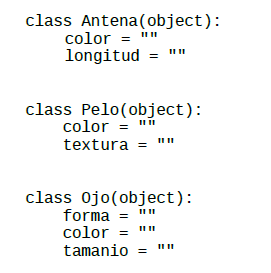 class Antena(object):
    color = ""
    longitud = ""

class Pelo(object):
    color = ""
    textura = ""

class Ojo(object):
    forma = ""
    color = ""
    tamanio = ""